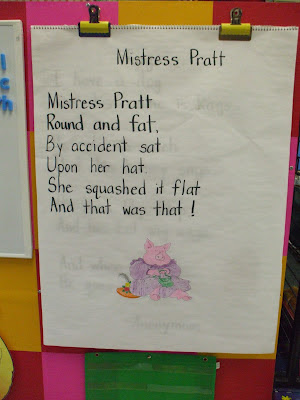 Mistress Pratt
Mistress Pratt
Round and fat,
By accident sat
Upon her hat
She squashed it flat
And that was that !
Anonymous